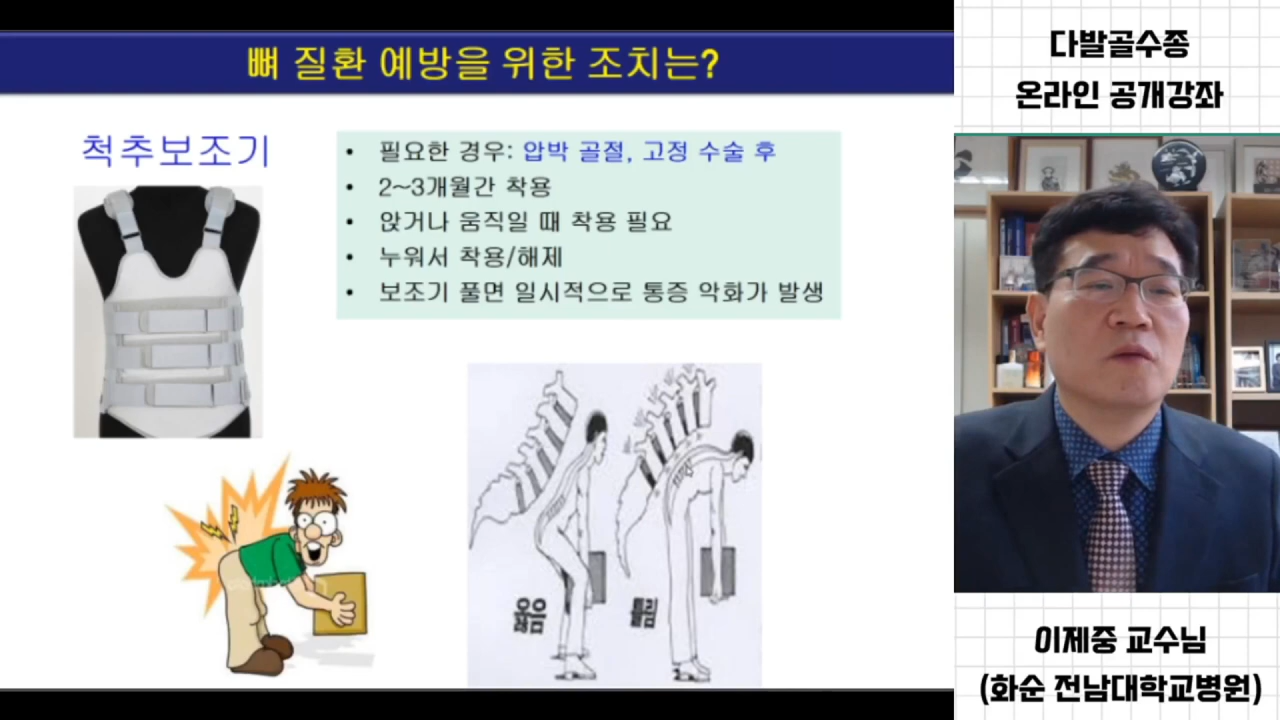 뼈 질환 예방을 위한 조치는?
척추보조기
• 필요한 경우: 압박 골절, 고정 수술 후
• 2~3개월간 착용
• 앉거나 움직일 때 착용 필요
• 누워서 착용/해제
• 보조기 풀면 일시적으로 통증 악화가 발생
옳음
틀림
다발골수종
온라인 공개강좌
이제중 교수님
(화순 전남대학교병원)